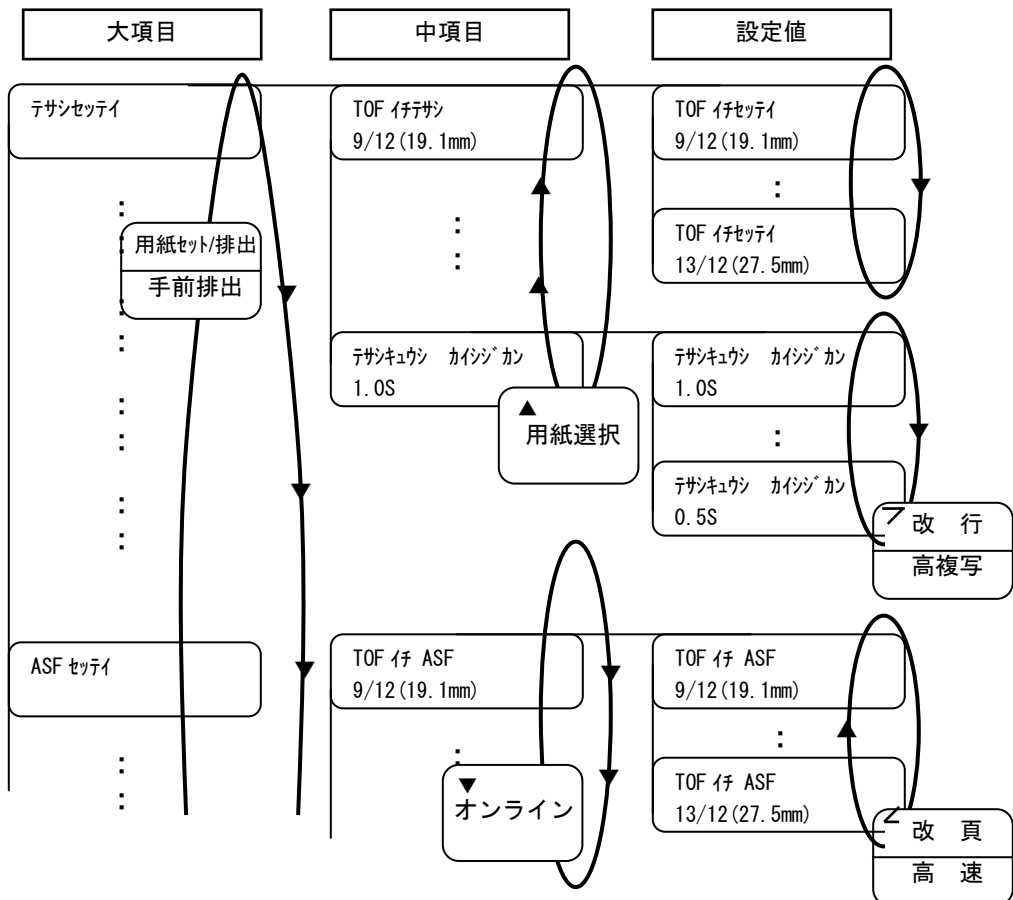 大項目
中項目
設定値
ﾃｻｼｾｯﾃｲ
TOF ｲﾁﾃｻｼ
9/12(19.1mm)
TOF ｲﾁｾｯﾃｲ
9/12(19.1mm)
用紙ｾｯﾄ/排出
手前排出
TOF ｲﾁｾｯﾃｲ
13/12(27.5mm)
ﾃｻｼｷｭｳｼ ｶｲｼｼﾞｶﾝ
1.0S
ﾃｻｼｷｭｳｼ ｶｲｼｼﾞｶﾝ
1.0S
▲
用紙選択
ﾃｻｼｷｭｳｼ ｶｲｼｼﾞｶﾝ
0.5S
改 行
高複写
ASF ｾｯﾃｲ
TOF ｲﾁ ASF
9/12(19.1mm)
TOF ｲﾁ ASF
9/12(19.1mm)
▼
オンライン
TOF ｲﾁ ASF
13/12(27.5mm)
改 頁
高 速